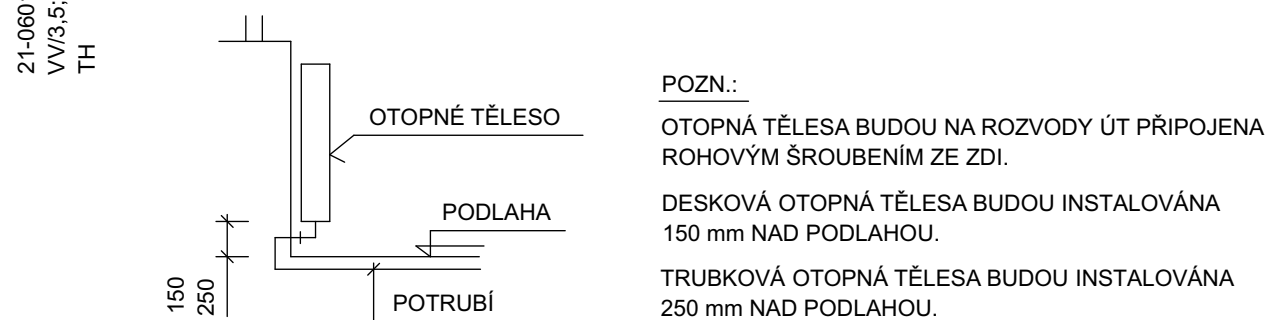 21-060
VV/3,5;
TH
OTOPNÉ TĚLESO
PODLAHA
150
250
POTRUBÍ
POZN.:
OTOPNÁ TĚLESA BUDOU NA ROZVODY ÚT PŘIPOJENA
ROHOVÝM ŠROUBENÍM ZE ZDI.
DESKOVÁ OTOPNÁ TĚLESA BUDOU INSTALOVÁNA
150 mm NAD PODLAHOU.
TRUBKOVÁ OTOPNÁ TĚLESA BUDOU INSTALOVÁNA
250 mm NAD PODLAHOU.